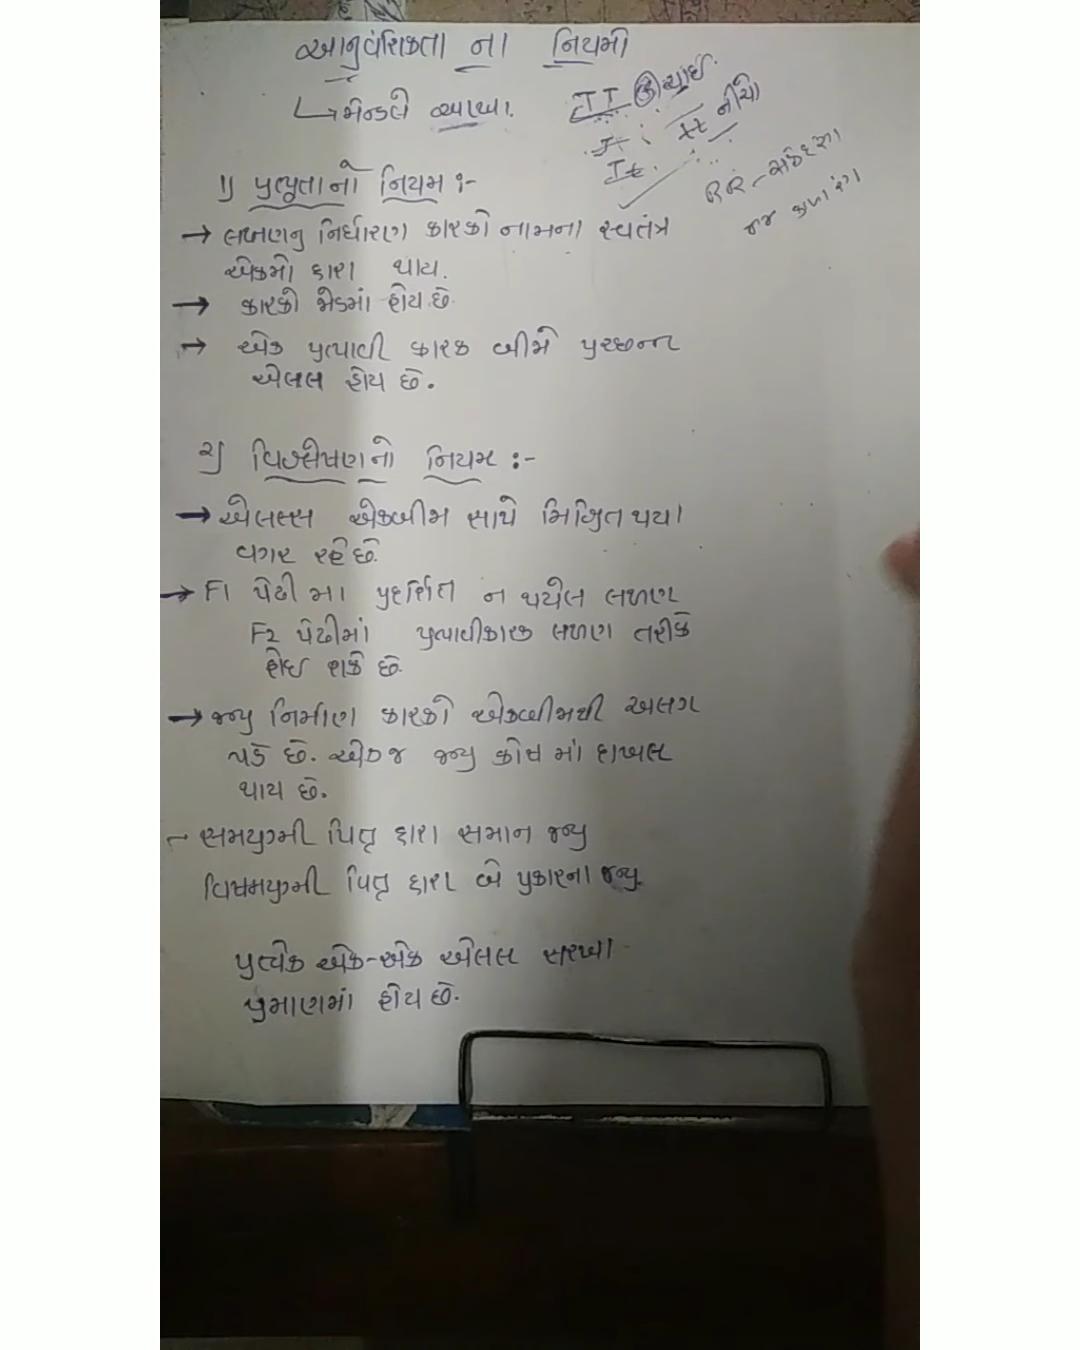 આનુવંશિકતા ના નિયમો
↳ મેન્ડલે આપ્યા.
TT ઊંચાઈ
tt નીચો
Tt
RR - સફેદ
કાળા રંગ
1) પ્રભુતાનો નિયમ :-
→ લક્ષણનુ નિર્ધારણ કારકો નામના સ્વતંત્ર
એકમો દ્વારા થાય.
→ કારકો જોડમાં હોય છે.
→ એક પ્રભાવી કારક બીજો પ્રચ્છન્ન
એલલ હોય છે.
૨) વિશ્લેષણનો નિયમ :-
→ એલલ્સ એકબીજા સાથે મિશ્રિત થયા
વગર રહે છે.
→ F1 પેઢી મા પ્રદર્શિત ન થયેલ લક્ષણ
F2 પેઢીમાં પ્રભાવીકારક લક્ષણ તરીકે
હોઈ શકે છે.
→ જન્યુ નિર્માણ કારકો એકબીજાથી અલગ
પડે છે. એક જ જન્યુ કોષ માં દાખલ
થાય છે.
- સમયુગ્મી પિતૃ દ્વારા સમાન જન્યુ
વિષમયુગ્મી પિતૃ દ્વારા બે પ્રકારના જન્યુ.
પ્રત્યેક એક-એક એલલ સરખા
પ્રમાણમાં હોય છે.